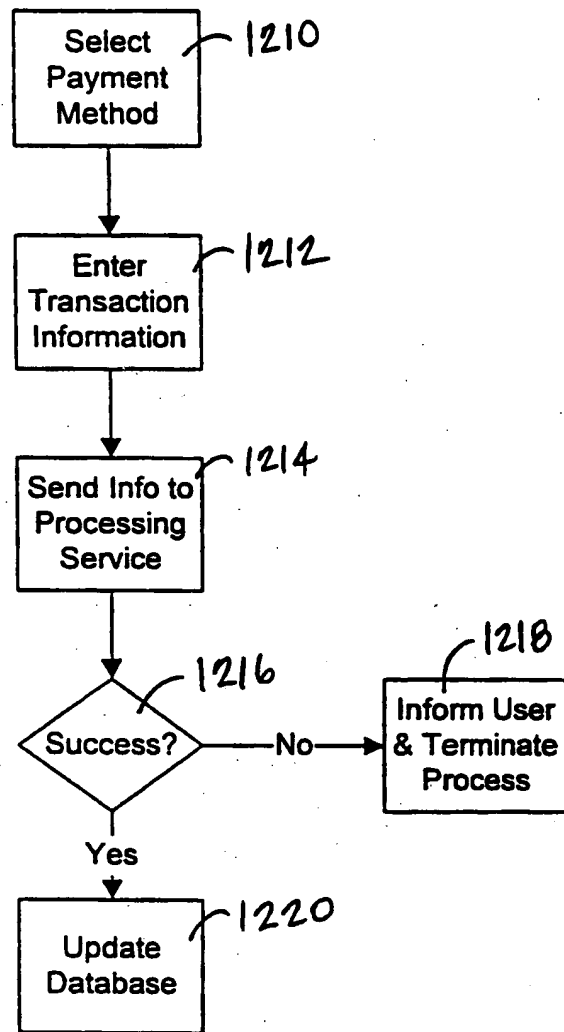 Select
Payment
Method
1210
Enter
Transaction
Information
1212
Send Info to
Processing
Service
1214
Success?
1216
No
Inform User
& Terminate
Process
1218
Yes
Update
Database
1220